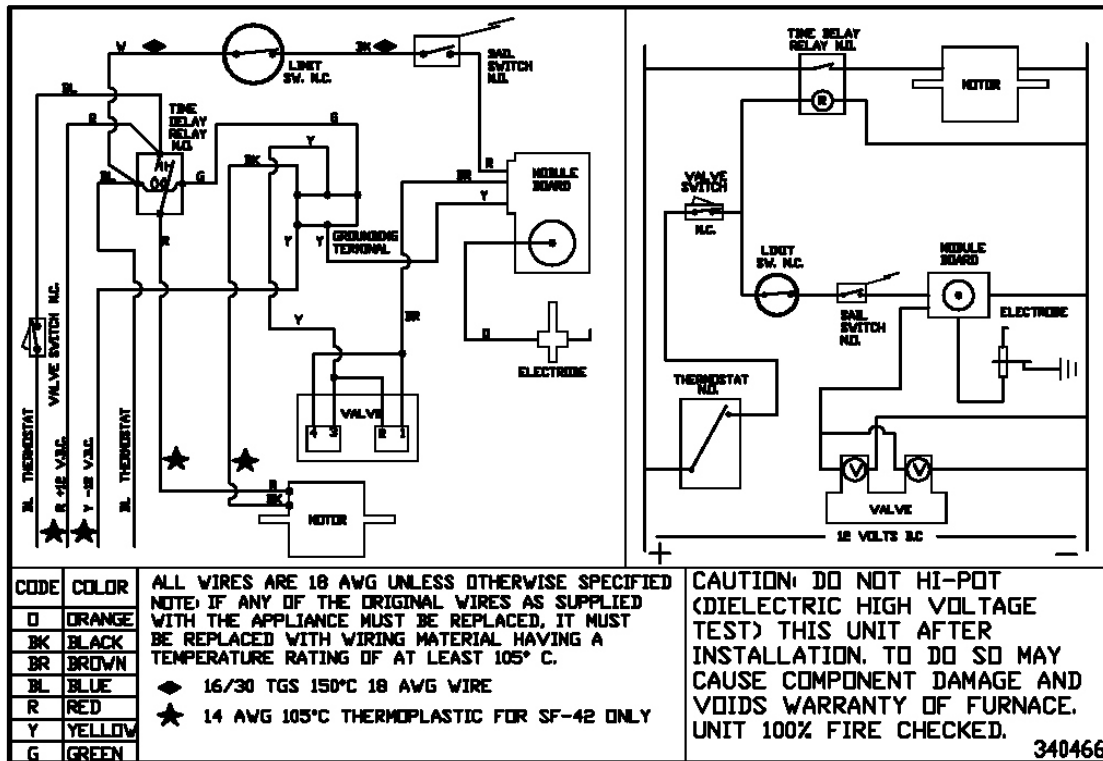 W
BK
LIMIT
SW. N.C.
SAIL
SWITCH
N.O.
BL
R
TIME
DELAY
RELAY
N.O.
G
Y
BK
BL
G
R
Y
Y
GROUNDING
TERMINAL
R
BR
Y
MODULE
BOARD
Y
BR
O
ELECTRODE
VALVE
4
3
2
1
VALVE SWITCH N.C.
BL THERMOSTAT
R +12 V.D.C.
Y -12 V.D.C.
BL THERMOSTAT
R
BK
MOTOR
TIME DELAY
RELAY N.O.
R
MOTOR
VALVE
SWITCH
N.C.
LIMIT
SW. N.C.
SAIL
SWITCH
N.O.
MODULE
BOARD
ELECTRODE
THERMOSTAT
N.O.
V
V
VALVE
12 VOLTS D.C
+
-
CODE COLOR
O ORANGE
BK BLACK
BR BROWN
BL BLUE
R RED
Y YELLOW
G GREEN
ALL WIRES ARE 18 AWG UNLESS OTHERWISE SPECIFIED
NOTE: IF ANY OF THE ORIGINAL WIRES AS SUPPLIED
WITH THE APPLIANCE MUST BE REPLACED, IT MUST
BE REPLACED WITH WIRING MATERIAL HAVING A
TEMPERATURE RATING OF AT LEAST 105° C.
16/30 TGS 150°C 18 AWG WIRE
14 AWG 105°C THERMOPLASTIC FOR SF-42 ONLY
CAUTION: DO NOT HI-POT
(DIELECTRIC HIGH VOLTAGE
TEST) THIS UNIT AFTER
INSTALLATION. TO DO SO MAY
CAUSE COMPONENT DAMAGE AND
VOIDS WARRANTY OF FURNACE.
UNIT 100% FIRE CHECKED.
340466